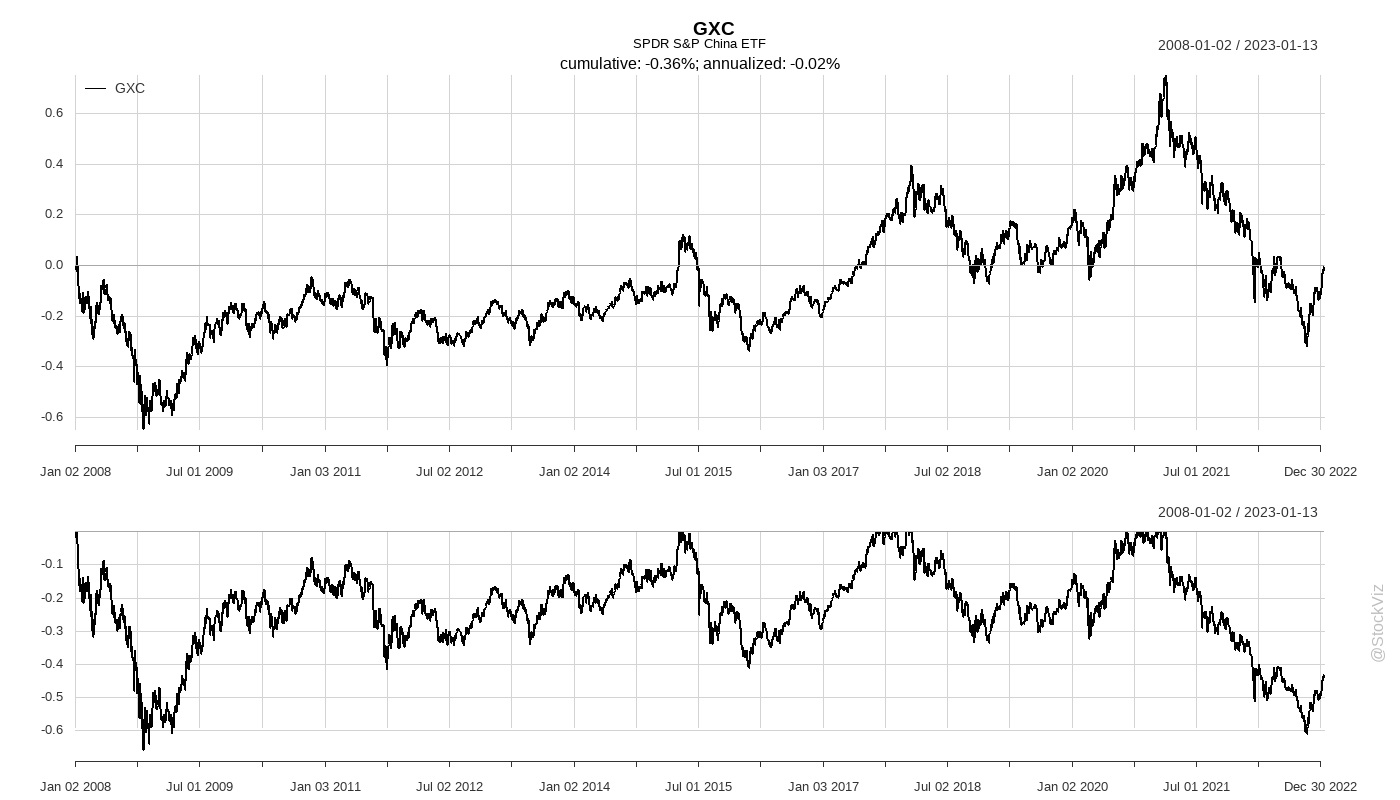 GXC
SPDR S&P China ETF
2008-01-02 / 2023-01-13
cumulative: -0.36%; annualized: -0.02%
GXC
0.6
0.4
0.2
0.0
-0.2
-0.4
-0.6
Jan 02 2008 Jul 01 2009 Jan 03 2011 Jul 02 2012 Jan 02 2014 Jul 01 2015 Jan 03 2017 Jul 02 2018 Jan 02 2020 Jul 01 2021 Dec 30 2022
2008-01-02 / 2023-01-13
-0.1
-0.2
-0.3
-0.4
-0.5
-0.6
@StockViz
Jan 02 2008 Jul 01 2009 Jan 03 2011 Jul 02 2012 Jan 02 2014 Jul 01 2015 Jan 03 2017 Jul 02 2018 Jan 02 2020 Jul 01 2021 Dec 30 2022